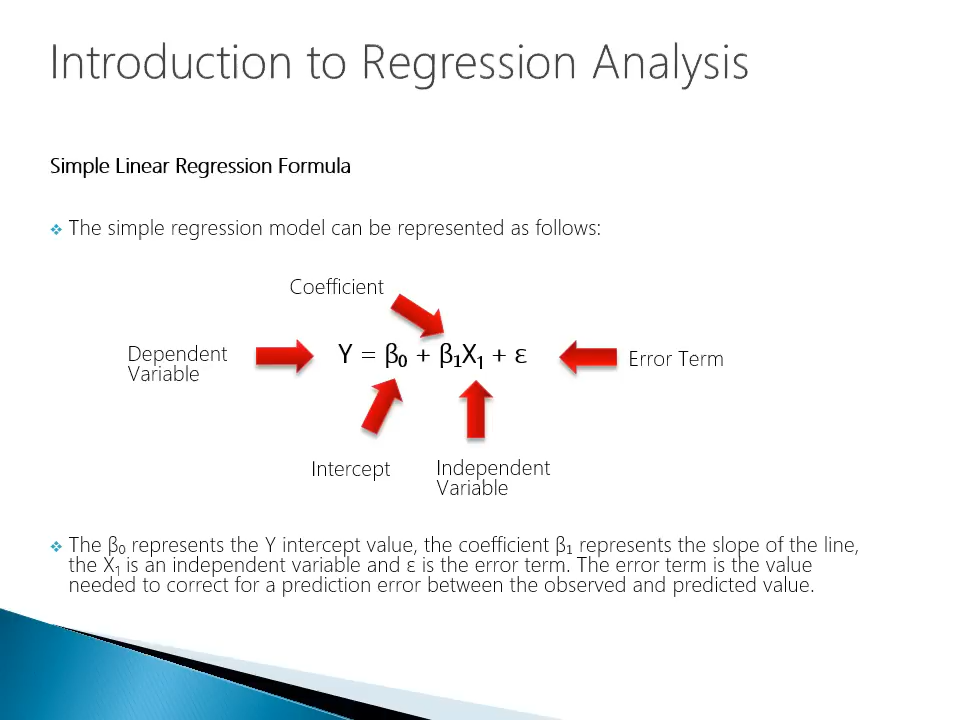 Introduction to Regression Analysis
Simple Linear Regression Formula
❖ The simple regression model can be represented as follows:
Coefficient
Dependent
Variable
Y = β₀ + β₁X₁ + ε
Error Term
Intercept
Independent
Variable
❖ The β₀ represents the Y intercept value, the coefficient β₁ represents the slope of the line,
the X₁ is an independent variable and ε is the error term. The error term is the value
needed to correct for a prediction error between the observed and predicted value.